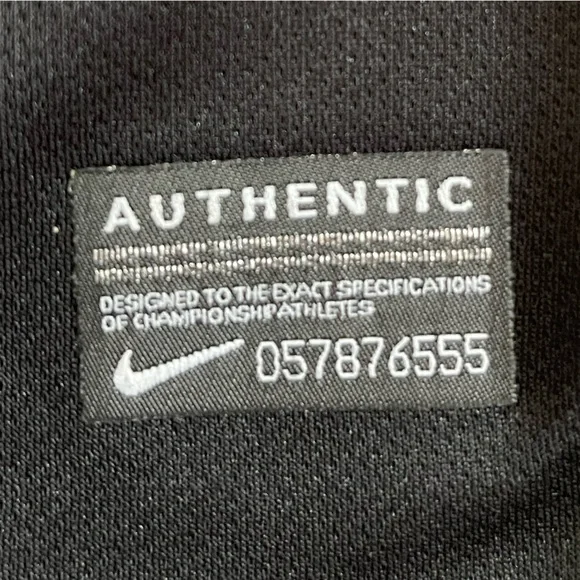 AUTHENTIC
DESIGNED TO THE EXACT SPECIFICATIONS
OF CHAMPIONSHIP ATHLETES
057876555